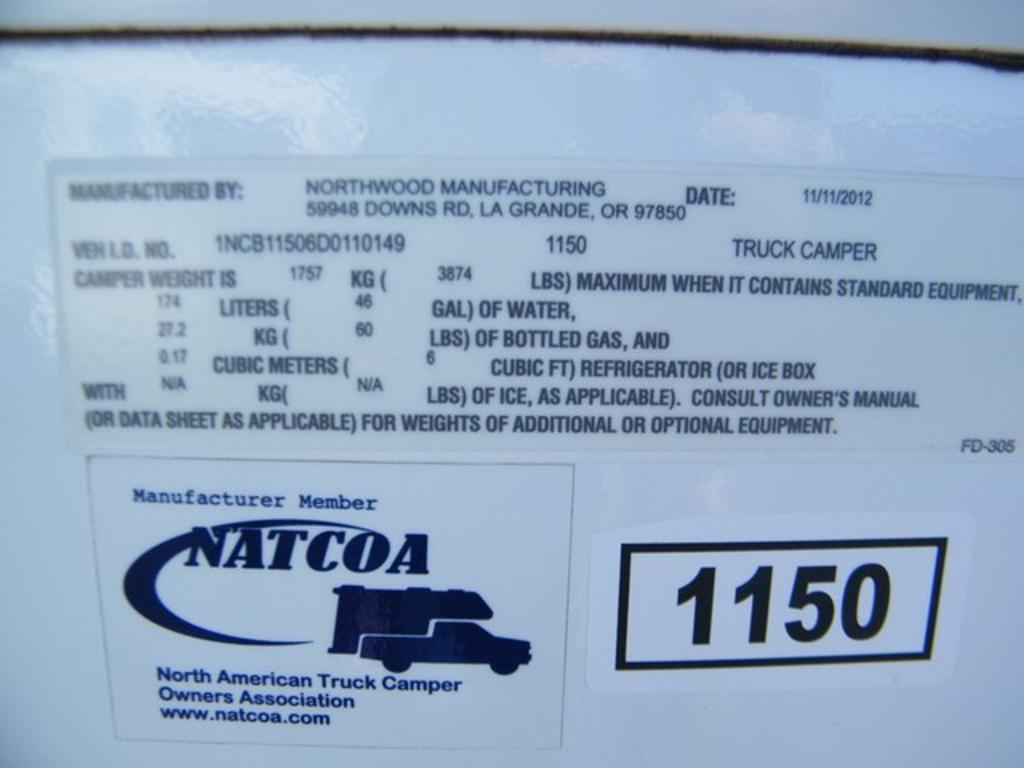 MANUFACTURED BY: NORTHWOOD MANUFACTURING DATE: 11/11/2012
59948 DOWNS RD, LA GRANDE, OR 97850
VEH I.D. NO. 1NCB11506D0110149 1150 TRUCK CAMPER
CAMPER WEIGHT IS 1757 KG ( 3874 LBS) MAXIMUM WHEN IT CONTAINS STANDARD EQUIPMENT,
174 LITERS ( 46 GAL) OF WATER,
27.2 KG ( 60 LBS) OF BOTTLED GAS, AND
0.17 CUBIC METERS ( 6 CUBIC FT) REFRIGERATOR (OR ICE BOX
WITH N/A KG( N/A LBS) OF ICE, AS APPLICABLE). CONSULT OWNER'S MANUAL
(OR DATA SHEET AS APPLICABLE) FOR WEIGHTS OF ADDITIONAL OR OPTIONAL EQUIPMENT.
FD-305
Manufacturer Member
NATCOA
North American Truck Camper
Owners Association
www.natcoa.com
1150